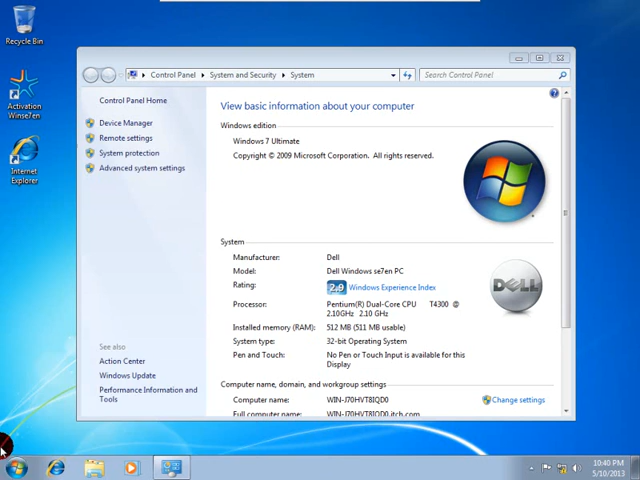 Recycle Bin
Activation
Winse7en
Internet
Explorer
Control Panel
System and Security
System
Search Control Panel
Control Panel Home
Device Manager
Remote settings
System protection
Advanced system settings
See also
Action Center
Windows Update
Performance Information and
Tools
View basic information about your computer
Windows edition
Windows 7 Ultimate
Copyright © 2009 Microsoft Corporation.  All rights reserved.
System
Manufacturer: Dell
Model: Dell Windows se7en PC
Rating: 2.9 Windows Experience Index
Processor: Pentium(R) Dual-Core CPU T4300 @
2.10GHz 2.10 GHz
Installed memory (RAM): 512 MB (511 MB usable)
System type: 32-bit Operating System
Pen and Touch: No Pen or Touch Input is available for this
Display
DELL
Computer name, domain, and workgroup settings
Computer name: WIN-J70HVT8IQD0
Change settings
Full computer name: WIN-J70HVT8IQD0.itch.com
10:40 PM
5/10/2013